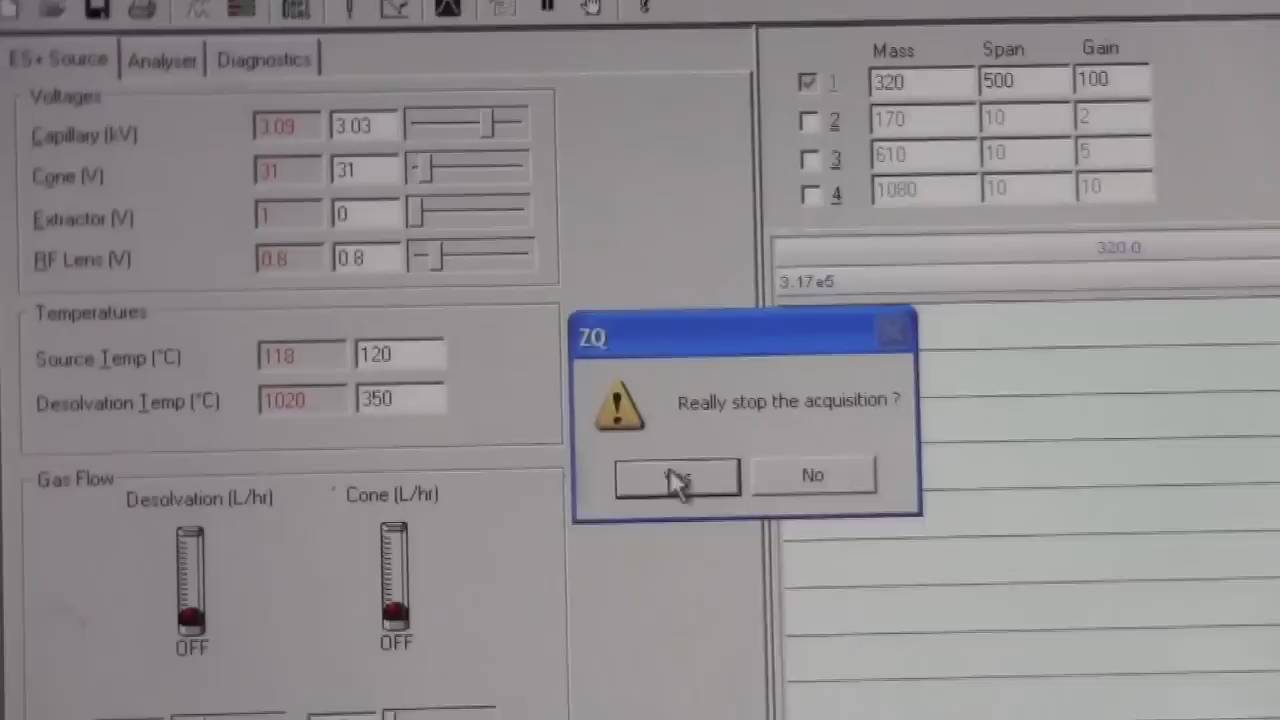 ES+ Source Analyser Diagnostics
Voltages
Capillary (kV) 3.09 3.03
Cone (V) 31 31
Extractor (V) 1 0
RF Lens (V) 0.8 0.8
Temperatures
Source Temp (°C) 118 120
Desolvation Temp (°C) 1020 350
Gas Flow
Desolvation (L/hr) Cone (L/hr)
OFF OFF
Mass Span Gain
1 320 500 100
2 170 10 2
3 610 10 5
4 1080 10 10
320.0
3.17e5
ZQ
Really stop the acquisition ?
Yes No